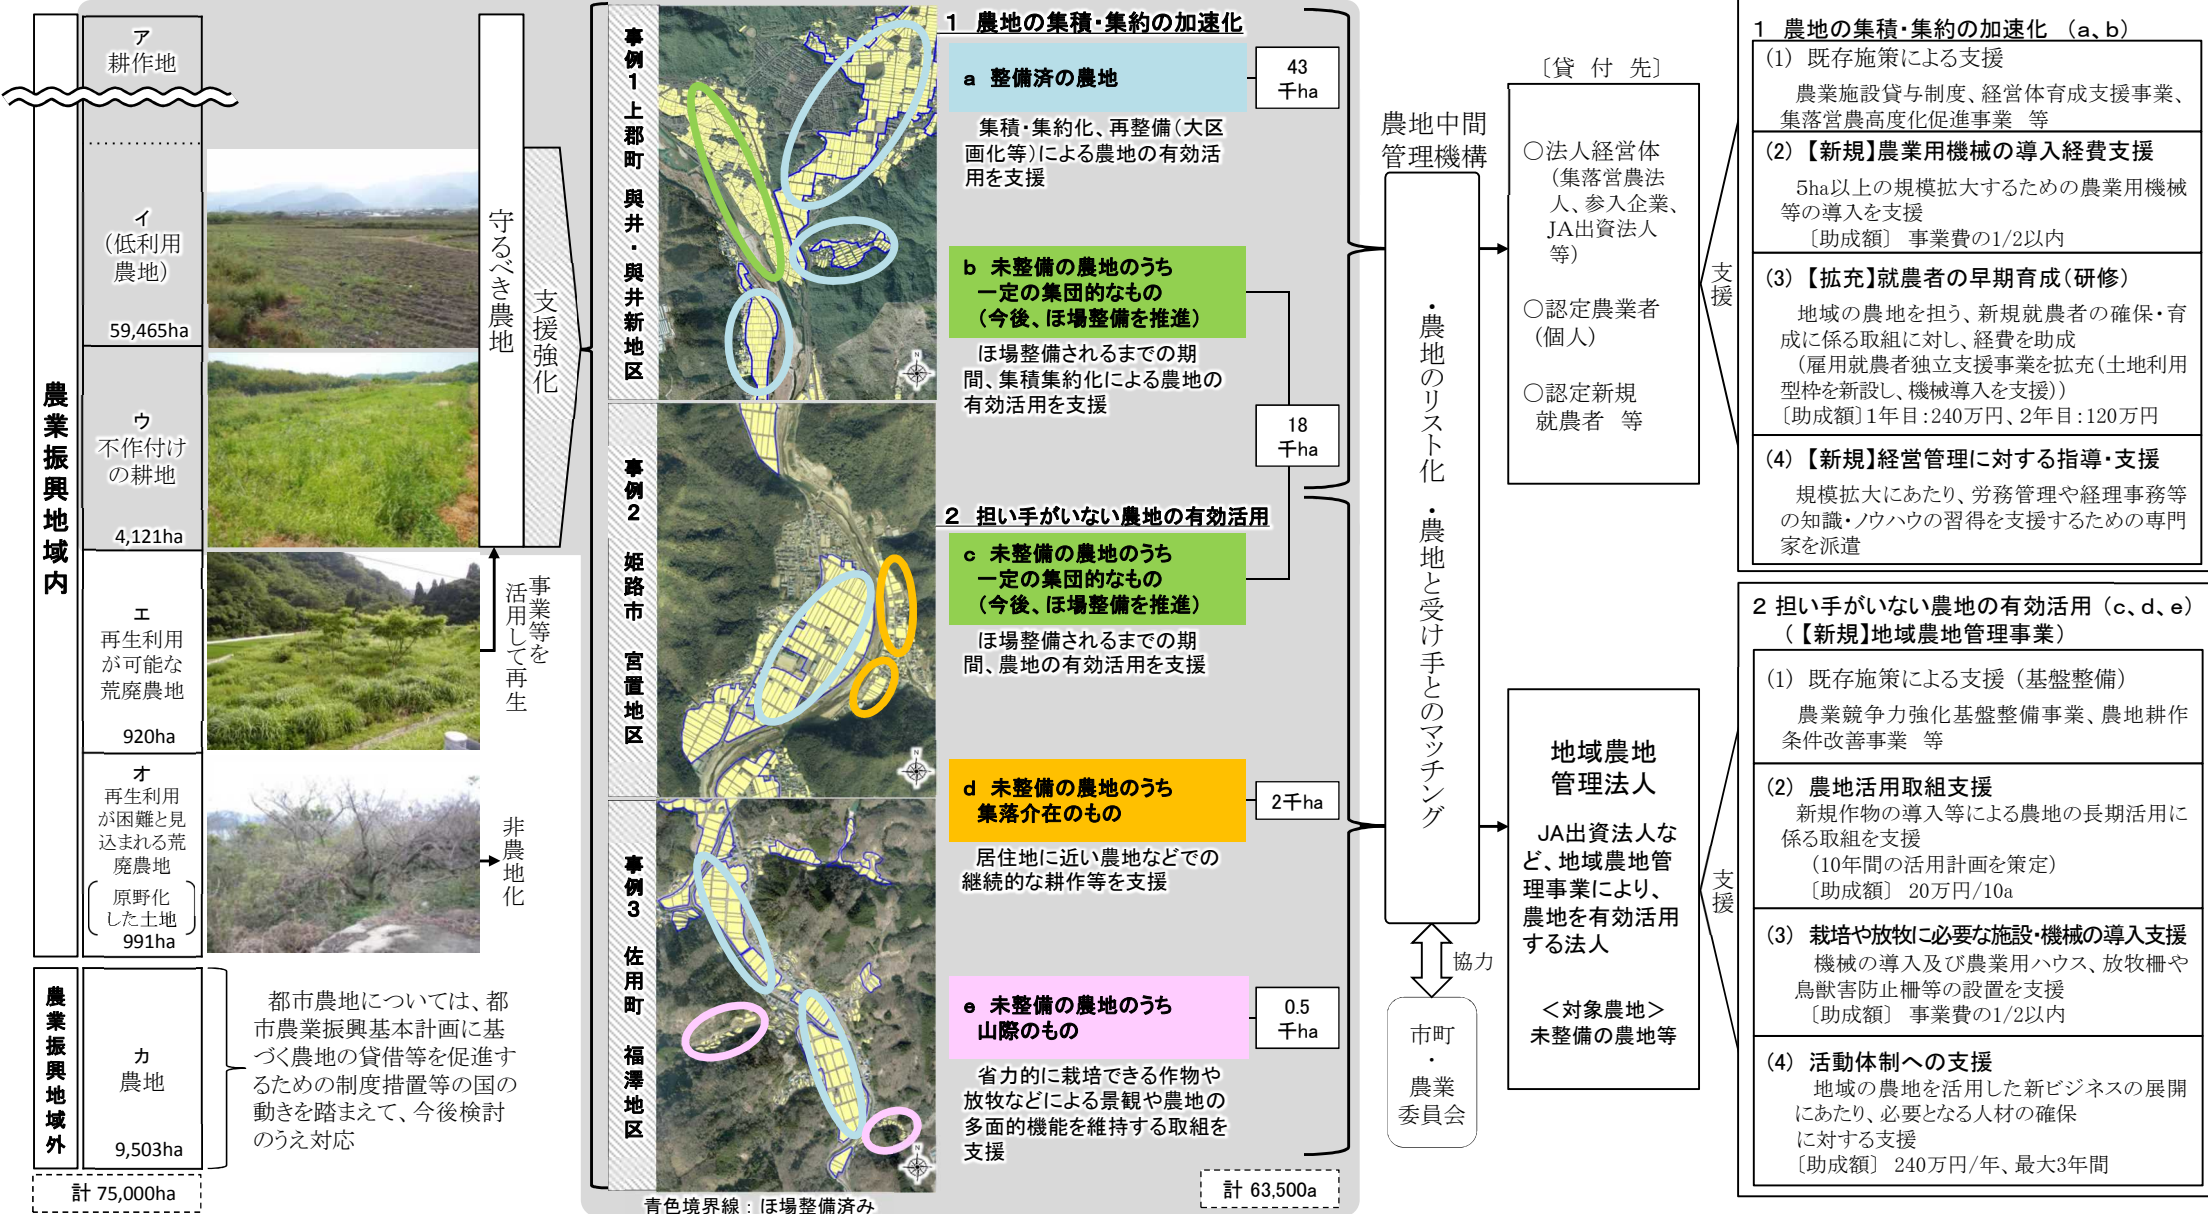 農業振興地域内
ア
耕作地
イ
(低利用
農地)
59,465ha
ウ
不作付け
の耕地
4,121ha
エ
再生利用
が可能な
荒廃農地
920ha
オ
再生利用
が困難と見
込まれる荒
廃農地
原野化
した土地
991ha
農業振興地域外
カ
農地
9,503ha
計 75,000ha
守るべき農地
支援強化
事業等を
活用して再生
非農地化
都市農地については、都
市農業振興基本計画に基
づく農地の貸借等を促進す
るための制度措置等の国の
動きを踏まえて、今後検討
のうえ対応
事例1 上郡町 與井・與井新地区
事例2 姫路市 宮置地区
事例3 佐用町 福澤地区
N
N
N
青色境界線：ほ場整備済み
1 農地の集積・集約の加速化
a 整備済の農地
43
千ha
集積・集約化、再整備(大区
画化等)による農地の有効活
用を支援
b 未整備の農地のうち
一定の集団的なもの
(今後、ほ場整備を推進)
ほ場整備されるまでの期
間、集積集約化による農地の
有効活用を支援
18
千ha
2 担い手がいない農地の有効活用
c 未整備の農地のうち
一定の集団的なもの
(今後、ほ場整備を推進)
ほ場整備されるまでの期
間、農地の有効活用を支援
d 未整備の農地のうち
集落介在のもの
2千ha
居住地に近い農地などでの
継続的な耕作等を支援
e 未整備の農地のうち
山際のもの
0.5
千ha
省力的に栽培できる作物や
放牧などによる景観や農地の
多面的機能を維持する取組を
支援
計 63,500a
農地中間
管理機構
・農地のリスト化 ・農地と受け手とのマッチング
協力
市町
・
農業
委員会
〔貸 付 先〕
○法人経営体
(集落営農法
人、参入企業、
JA出資法人
等)
○認定農業者
(個人)
○認定新規
就農者 等
支援
地域農地
管理法人
JA出資法人な
ど、地域農地管
理事業により、
農地を有効活用
する法人
＜対象農地＞
未整備の農地等
支援
1 農地の集積・集約の加速化 (a、b)
(1) 既存施策による支援
農業施設貸与制度、経営体育成支援事業、
集落営農高度化促進事業 等
(2) 【新規】農業用機械の導入経費支援
5ha以上の規模拡大するための農業用機械
等の導入を支援
〔助成額〕 事業費の1/2以内
(3) 【拡充】就農者の早期育成(研修)
地域の農地を担う、新規就農者の確保・育
成に係る取組に対し、経費を助成
(雇用就農者独立支援事業を拡充(土地利用
型枠を新設し、機械導入を支援))
〔助成額〕1年目：240万円、2年目：120万円
(4) 【新規】経営管理に対する指導・支援
規模拡大にあたり、労務管理や経理事務等
の知識・ノウハウの習得を支援するための専門
家を派遣
2 担い手がいない農地の有効活用 (c、d、e)
(【新規】地域農地管理事業)
(1) 既存施策による支援 (基盤整備)
農業競争力強化基盤整備事業、農地耕作
条件改善事業 等
(2) 農地活用取組支援
新規作物の導入等による農地の長期活用に
係る取組を支援
(10年間の活用計画を策定)
〔助成額〕 20万円/10a
(3) 栽培や放牧に必要な施設・機械の導入支援
機械の導入及び農業用ハウス、放牧柵や
鳥獣害防止柵等の設置を支援
〔助成額〕 事業費の1/2以内
(4) 活動体制への支援
地域の農地を活用した新ビジネスの展開
にあたり、必要となる人材の確保
に対する支援
〔助成額〕 240万円/年、最大3年間